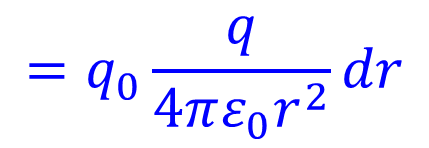 = q₀ q/(4πε₀r²) dr